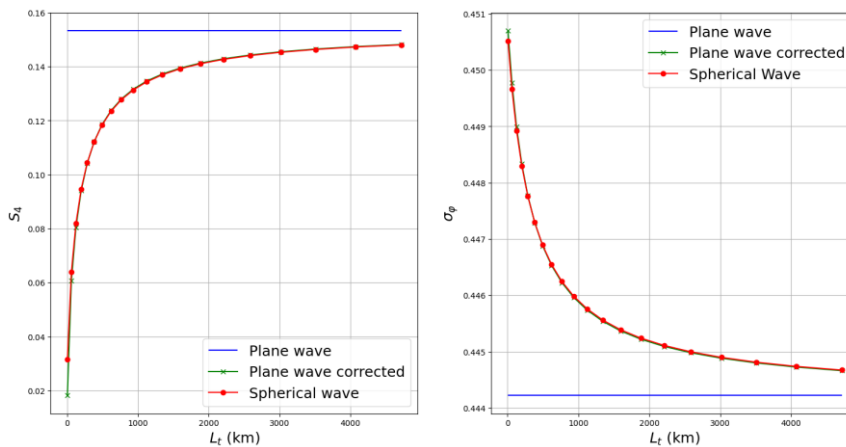 0.16
0.14
0.12
0.10
0.08
0.06
0.04
0.02
S4
0 1000 2000 3000 4000
L_t (km)
Plane wave
Plane wave corrected
Spherical wave
0.451
0.450
0.449
0.448
0.447
0.446
0.445
0.444
σ_φ
0 1000 2000 3000 4000
L_t (km)
Plane wave
Plane wave corrected
Spherical Wave